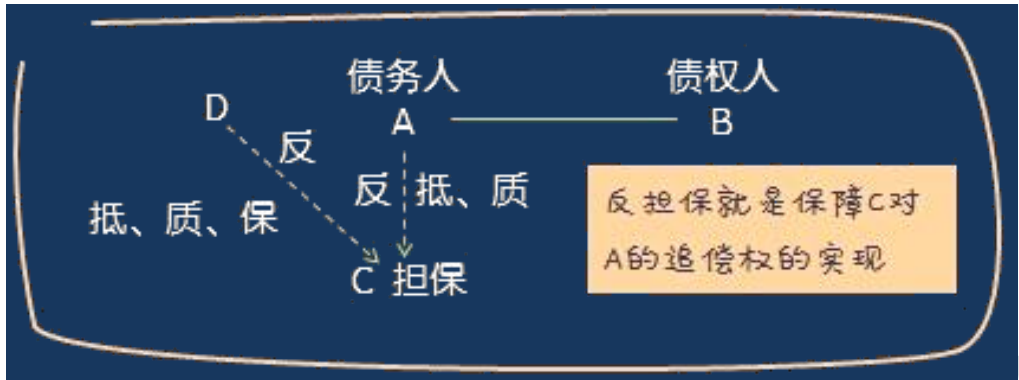 债务人
债权人
D
A
B
反
反
抵、质
抵、质、保
C 担保
反担保就是保障C对
A的追偿权的实现